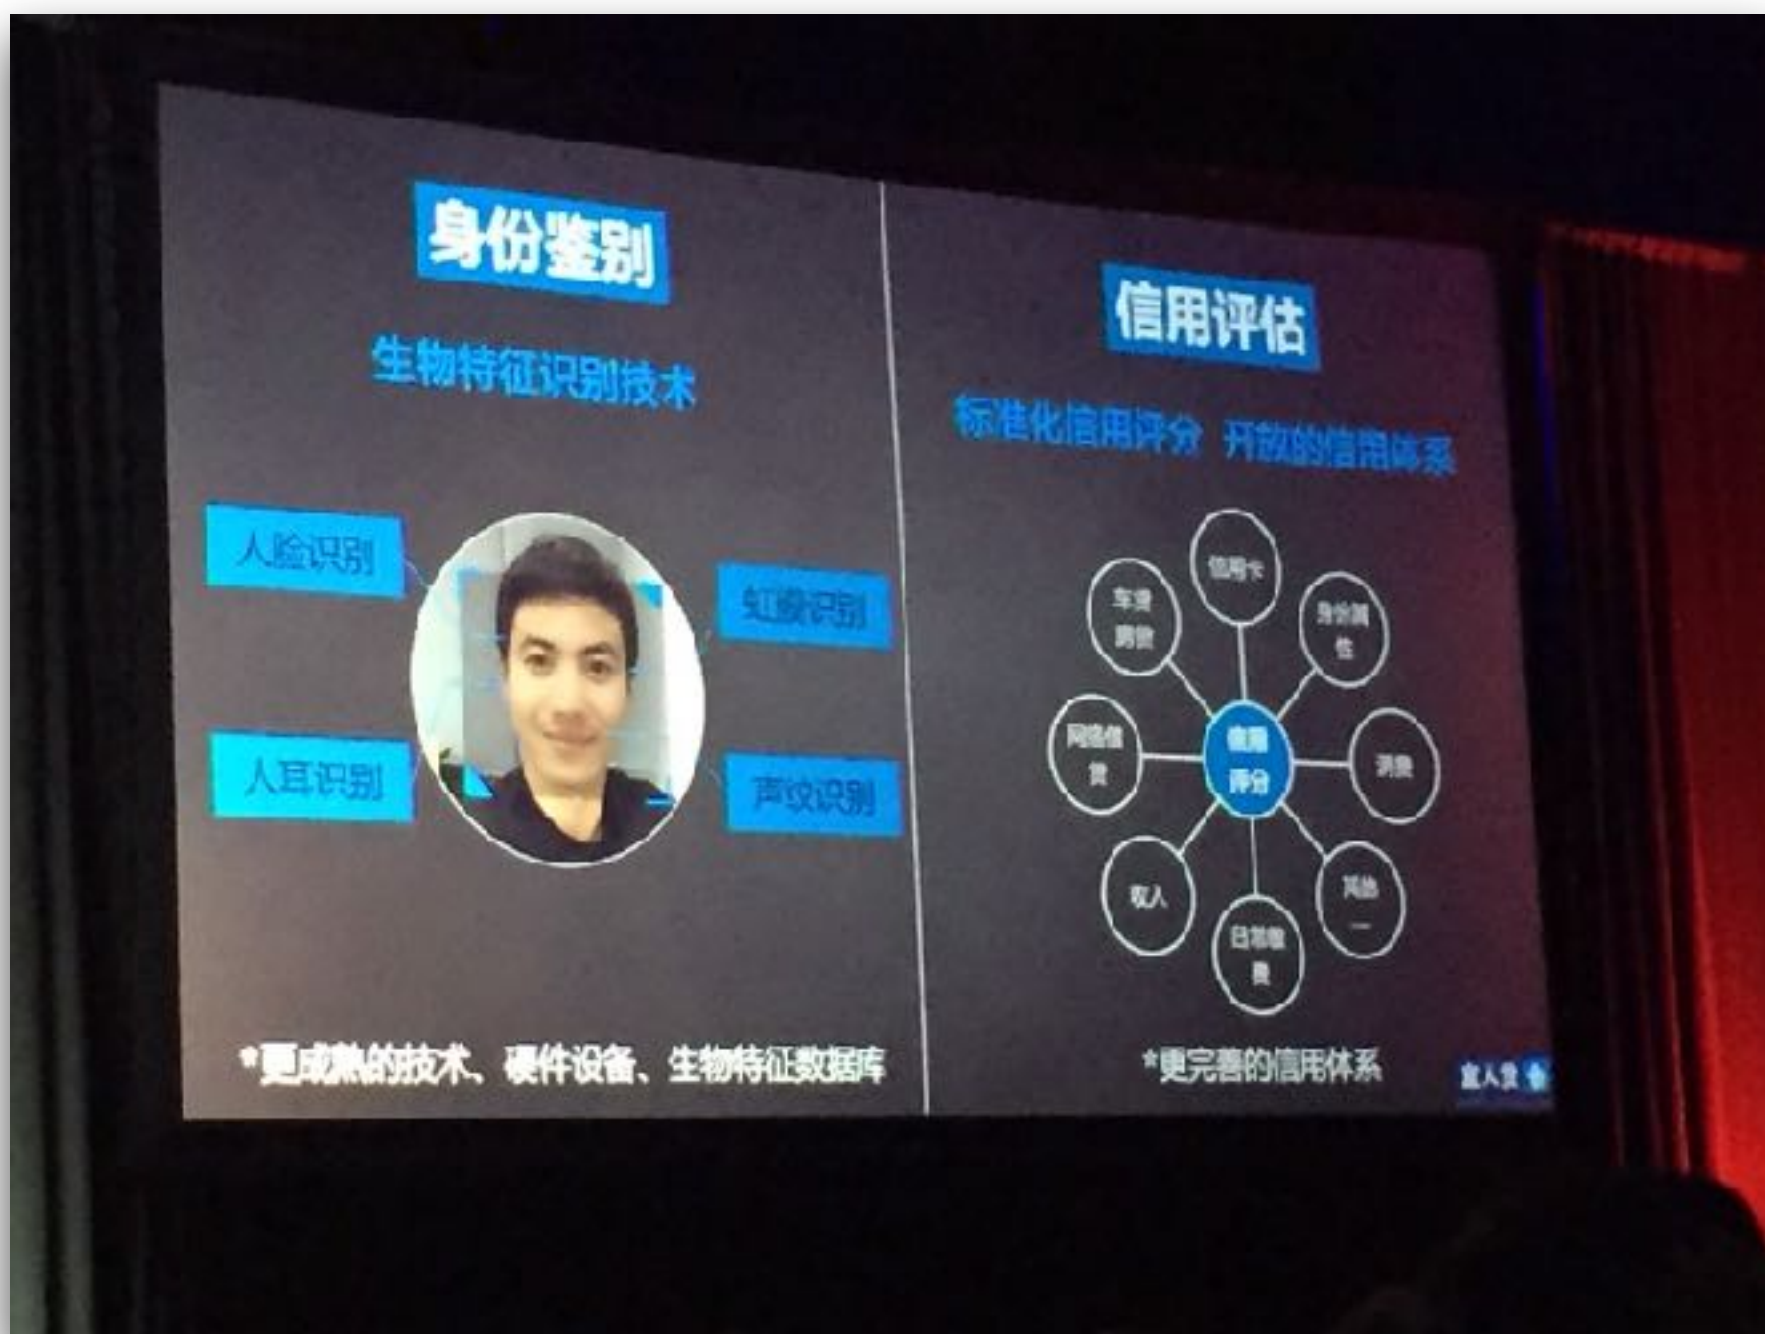 身份鉴别
生物特征识别技术
人脸识别
虹膜识别
人耳识别
声纹识别
*更成熟的技术、硬件设备、生物特征数据库
信用评估
标准化信用评分 开放的信用体系
信用卡
车贷
房贷
身份属
性
网络借
贷
信用
评分
消费
收入
其他
日常缴
费
*更完善的信用体系
宜人贷